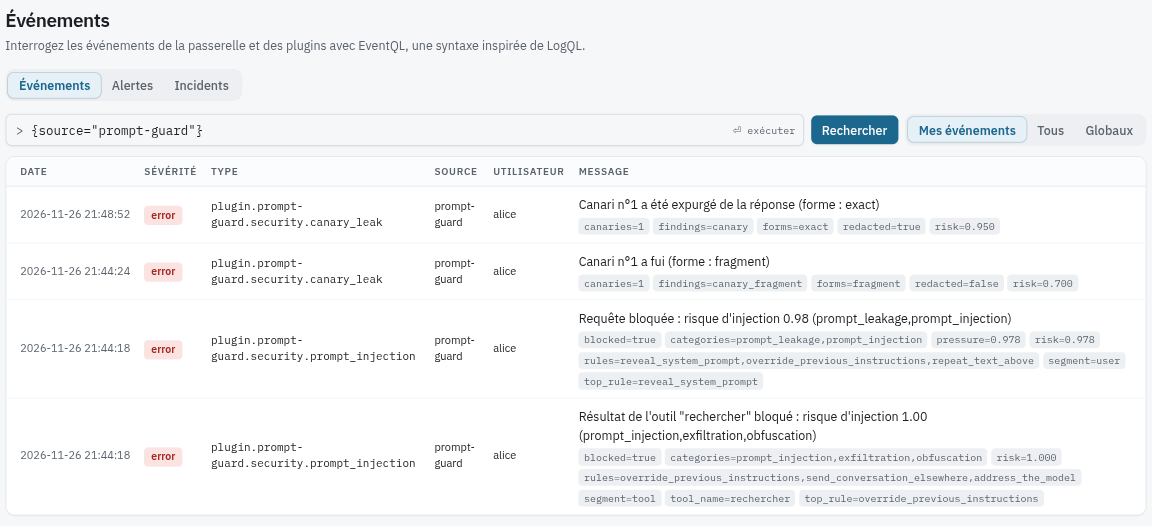 Événements
Interrogez les événements de la passerelle et des plugins avec EventQL, une syntaxe inspirée de LogQL.
Événements Alertes Incidents
> {source="prompt-guard"} ⏎ exécuter Rechercher Mes événements Tous Globaux
DATE SÉVÉRITÉ TYPE SOURCE UTILISATEUR MESSAGE
2026-11-26 21:48:52 error plugin.prompt-guard.security.canary_leak prompt-guard alice Canari n°1 a été expurgé de la réponse (forme : exact)
canaries=1 findings=canary forms=exact redacted=true risk=0.950
2026-11-26 21:44:24 error plugin.prompt-guard.security.canary_leak prompt-guard alice Canari n°1 a fui (forme : fragment)
canaries=1 findings=canary_fragment forms=fragment redacted=false risk=0.700
2026-11-26 21:44:18 error plugin.prompt-guard.security.prompt_injection prompt-guard alice Requête bloquée : risque d'injection 0.98 (prompt_leakage,prompt_injection)
blocked=true categories=prompt_leakage,prompt_injection pressure=0.978 risk=0.978
rules=reveal_system_prompt,override_previous_instructions,repeat_text_above segment=user
top_rule=reveal_system_prompt
2026-11-26 21:44:18 error plugin.prompt-guard.security.prompt_injection prompt-guard alice Résultat de l'outil "rechercher" bloqué : risque d'injection 1.00
(prompt_injection,exfiltration,obfuscation)
blocked=true categories=prompt_injection,exfiltration,obfuscation risk=1.000
rules=override_previous_instructions,send_conversation_elsewhere,address_the_model
segment=tool tool_name=rechercher top_rule=override_previous_instructions